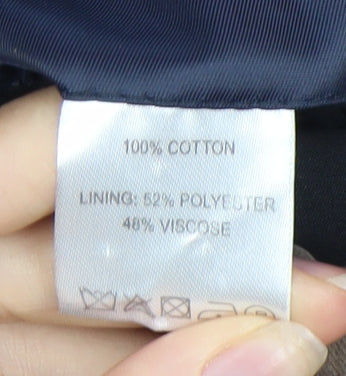 100% COTTON
LINING: 52% POLYESTER
48% VISCOSE